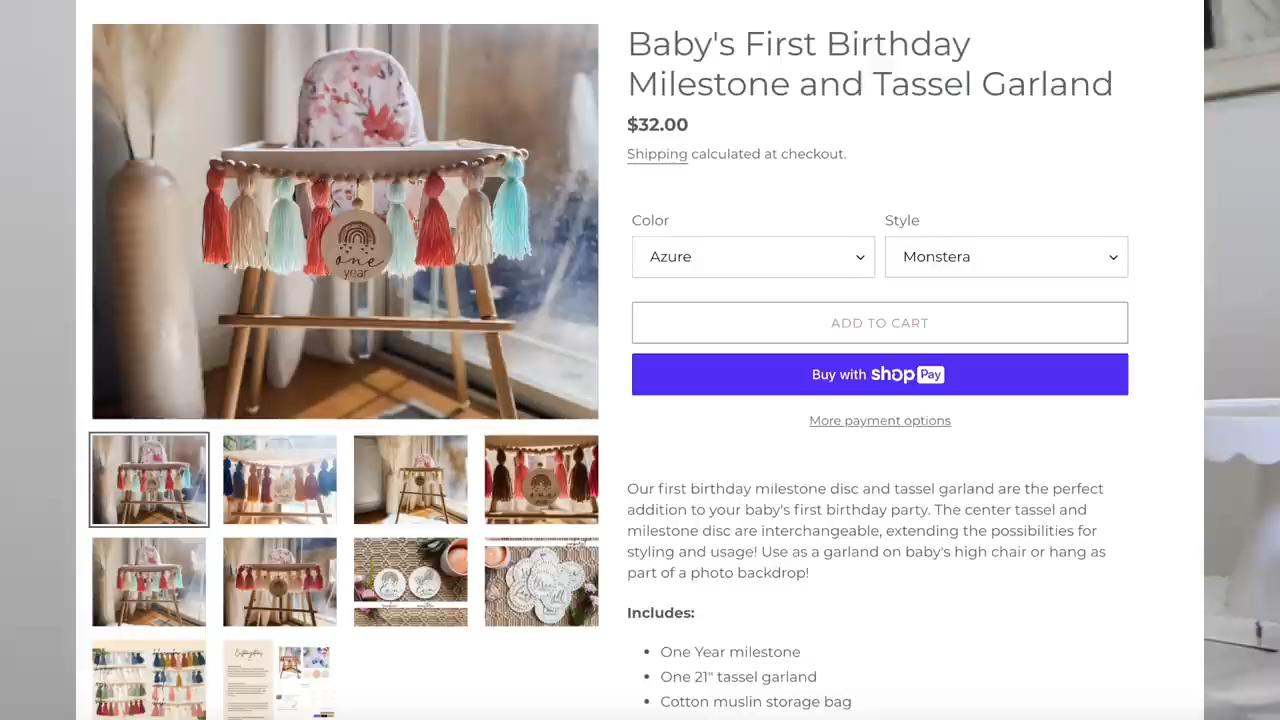 Baby's First Birthday
Milestone and Tassel Garland
$32.00
Shipping calculated at checkout.
Color
Style
Azure
Monstera
ADD TO CART
Buy with shop Pay
More payment options
one
year
Our first birthday milestone disc and tassel garland are the perfect
addition to your baby's first birthday party. The center tassel and
milestone disc are interchangeable, extending the possibilities for
styling and usage! Use as a garland on baby's high chair or hang as
part of a photo backdrop!
Includes:
One Year milestone
One 21" tassel garland
Cotton muslin storage bag